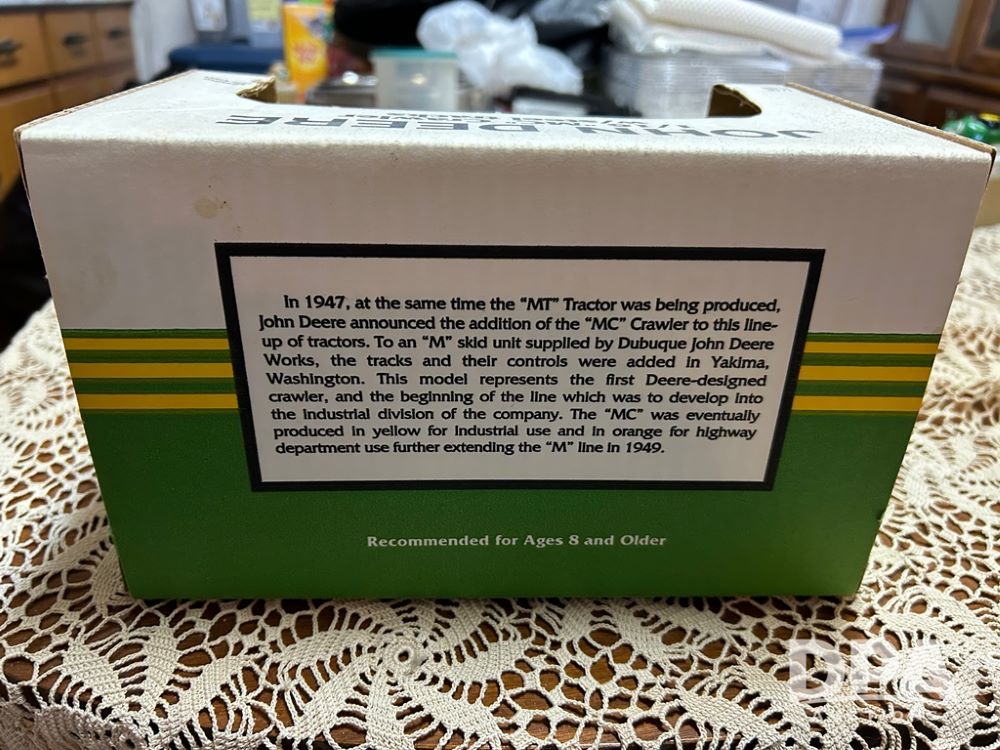 JOHN DEERE
In 1947, at the same time the "MT" Tractor was being produced,
John Deere announced the addition of the "MC" Crawler to this line-
up of tractors. To an "M" skid unit supplied by Dubuque John Deere
Works, the tracks and their controls were added in Yakima,
Washington. This model represents the first Deere-designed
crawler, and the beginning of the line which was to develop into
the industrial division of the company. The "MC" was eventually
produced in yellow for industrial use and in orange for highway
department use further extending the "M" line in 1949.
Recommended for Ages 8 and Older
DPA